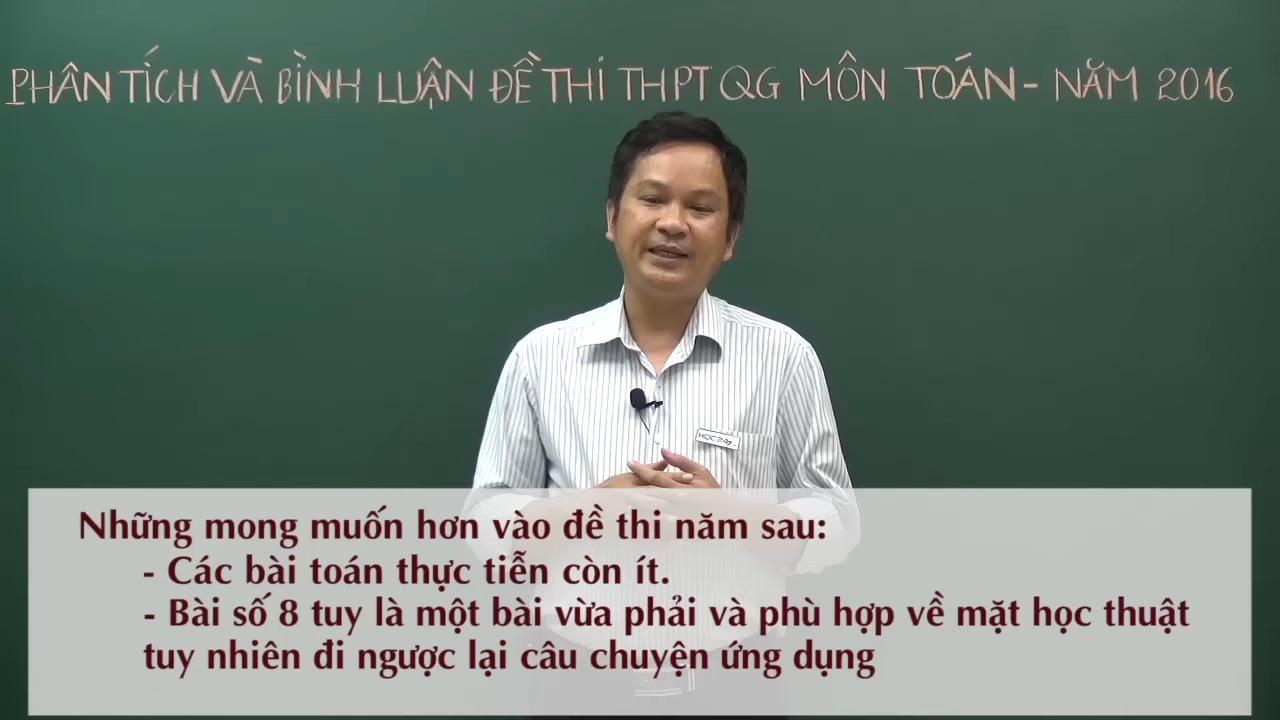 PHÂN TÍCH VÀ BÌNH LUẬN ĐỀ THI THPT QG MÔN TOÁN - NĂM 2016
HỌC247.
Những mong muốn hơn vào đề thi năm sau:
- Các bài toán thực tiễn còn ít.
- Bài số 8 tuy là một bài vừa phải và phù hợp về mặt học thuật
tuy nhiên đi ngược lại câu chuyện ứng dụng